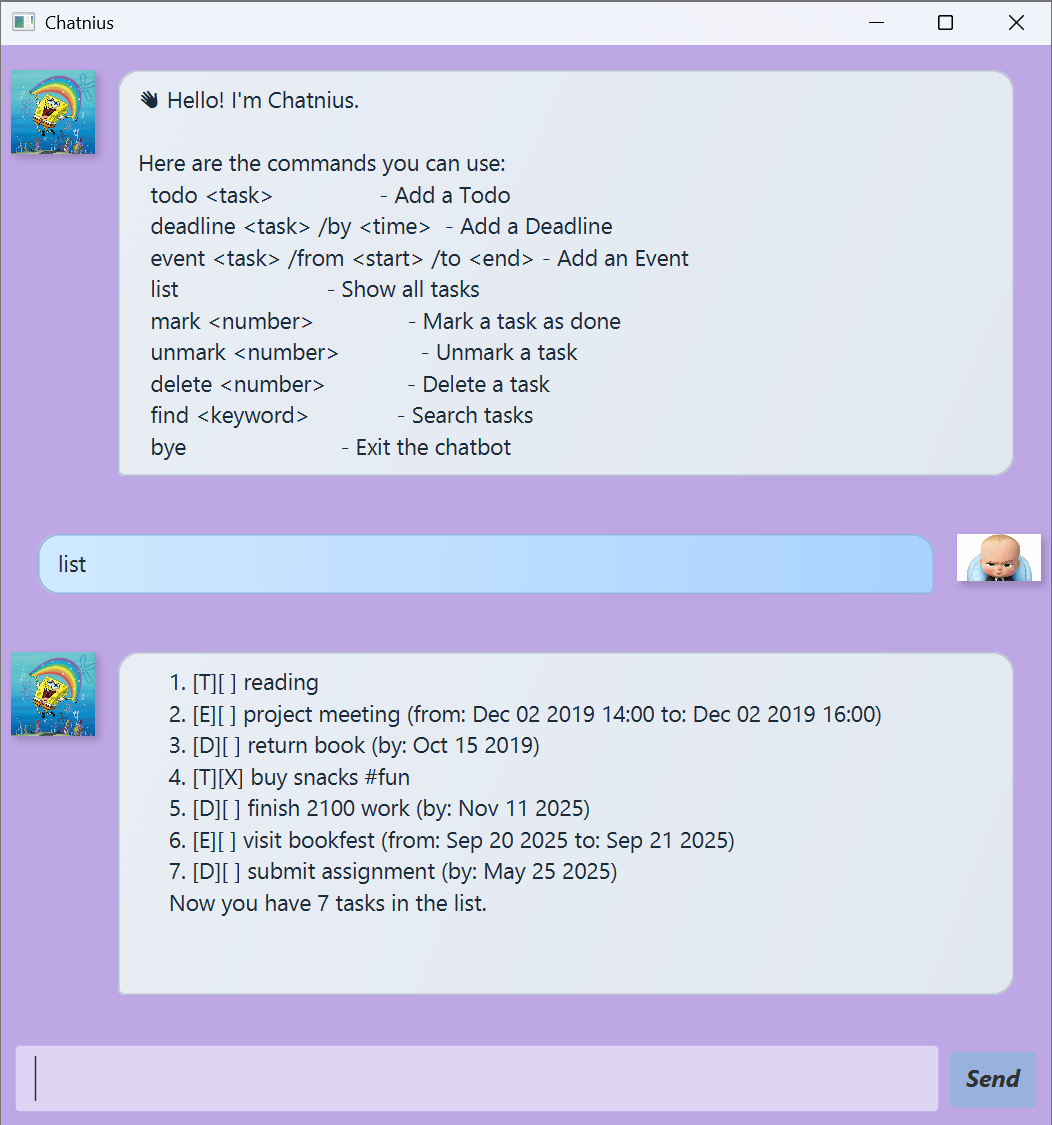 Chatnius
👋 Hello! I'm Chatnius.
Here are the commands you can use:
todo <task> - Add a Todo
deadline <task> /by <time> - Add a Deadline
event <task> /from <start> /to <end> - Add an Event
list - Show all tasks
mark <number> - Mark a task as done
unmark <number> - Unmark a task
delete <number> - Delete a task
find <keyword> - Search tasks
bye - Exit the chatbot
list
1. [T][ ] reading
2. [E][ ] project meeting (from: Dec 02 2019 14:00 to: Dec 02 2019 16:00)
3. [D][ ] return book (by: Oct 15 2019)
4. [T][X] buy snacks #fun
5. [D][ ] finish 2100 work (by: Nov 11 2025)
6. [E][ ] visit bookfest (from: Sep 20 2025 to: Sep 21 2025)
7. [D][ ] submit assignment (by: May 25 2025)
Now you have 7 tasks in the list.
Send